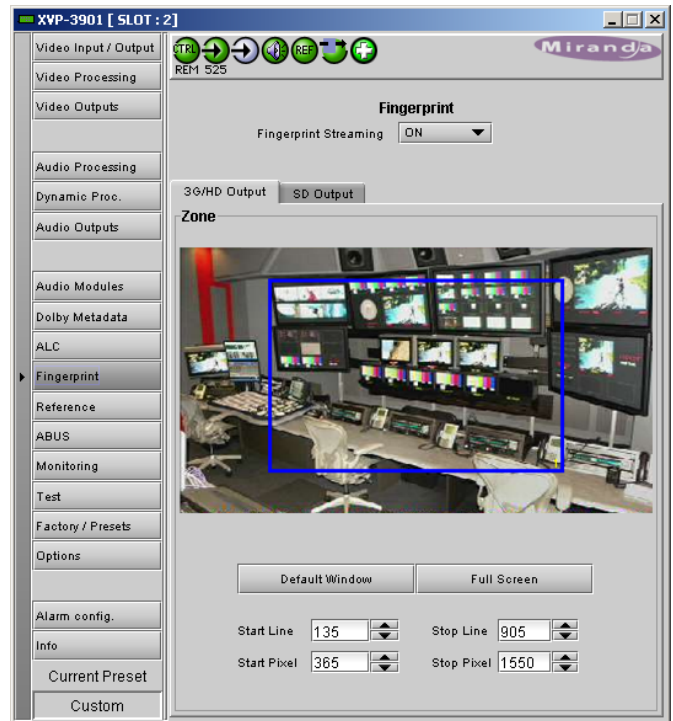 XVP-3901 [ SLOT : 2]
Video Input / Output
Video Processing
Video Outputs
Audio Processing
Dynamic Proc.
Audio Outputs
Audio Modules
Dolby Metadata
ALC
Fingerprint
Reference
ABUS
Monitoring
Test
Factory / Presets
Options
Alarm config.
Info
Current Preset
Custom
CTRL
REF
REM 525
Miranda
Fingerprint
Fingerprint Streaming ON
3G/HD Output SD Output
Zone
Default Window Full Screen
Start Line 135 Stop Line 905
Start Pixel 365 Stop Pixel 1550